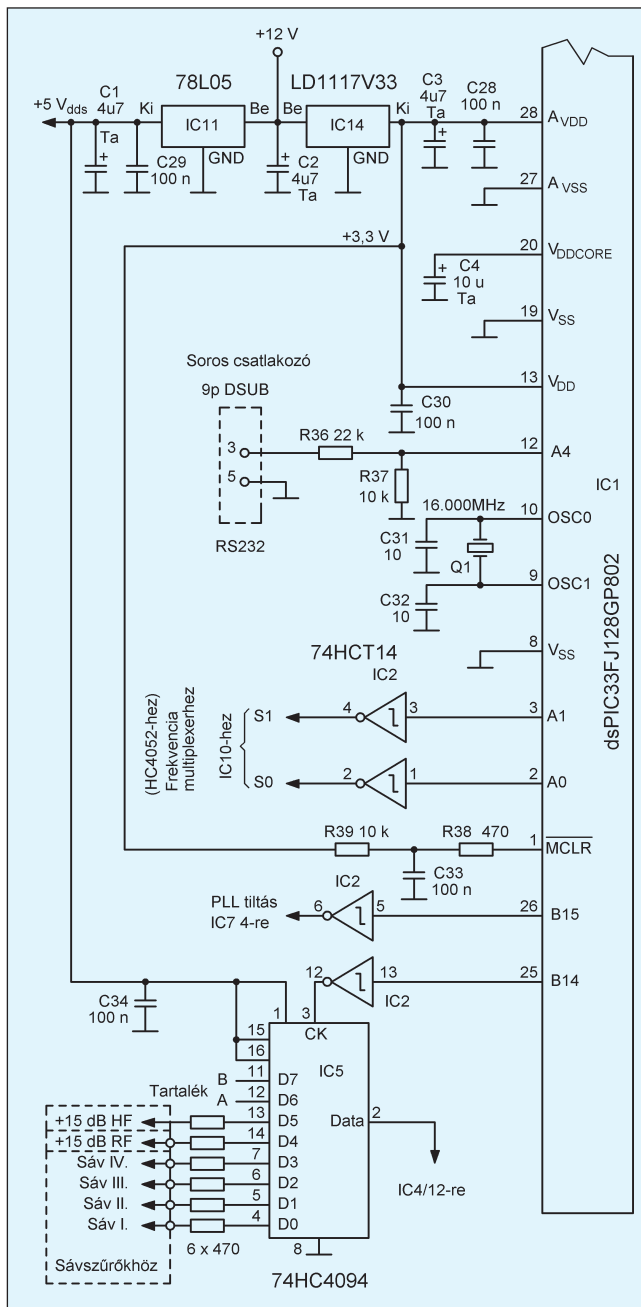 +12 V
C1
4u7
Ta
78L05
LD1117V33
C3
4u7
Ta
C28
100 n
+5 Vdds
Ki
IC11
Be
Be
IC14
Ki
28
AVDD
+
GND
C29
100 n
+
C2
4u7
Ta
GND
+
27
AVSS
+3,3 V
20
VDDCORE
+
C4
10 u
Ta
19
VSS
Soros csatlakozó
9p DSUB
13
VDD
C30
100 n
R36 22 k
3
12
A4
5
R37
10 k
IC1
RS232
16.000MHz
10
OSC0
C31
10
Q1
9
OSC1
C32
10
dsPIC33FJ128GP802
74HCT14
8
VSS
IC2
(HC4052-hez)
Frekvencia
multiplexerhez
IC10-hez
S1
4
3
3
A1
S0
2
1
2
A0
R39 10 k
R38 470
1
MCLR
C33
100 n
PLL tiltás
IC7 4-re
IC2
6
5
26
B15
12
13
25
B14
IC2
C34
100 n
1
3
CK
15
16
IC5
B
11
D7
Tartalék
A
12
D6
+15 dB HF
13
D5
Data
2
+15 dB RF
14
D4
Sáv IV.
7
D3
Sáv III.
6
D2
IC4/12-re
Sáv II.
5
D1
Sáv I.
4
D0
Sávszűrőkhöz
6 x 470
8
74HC4094